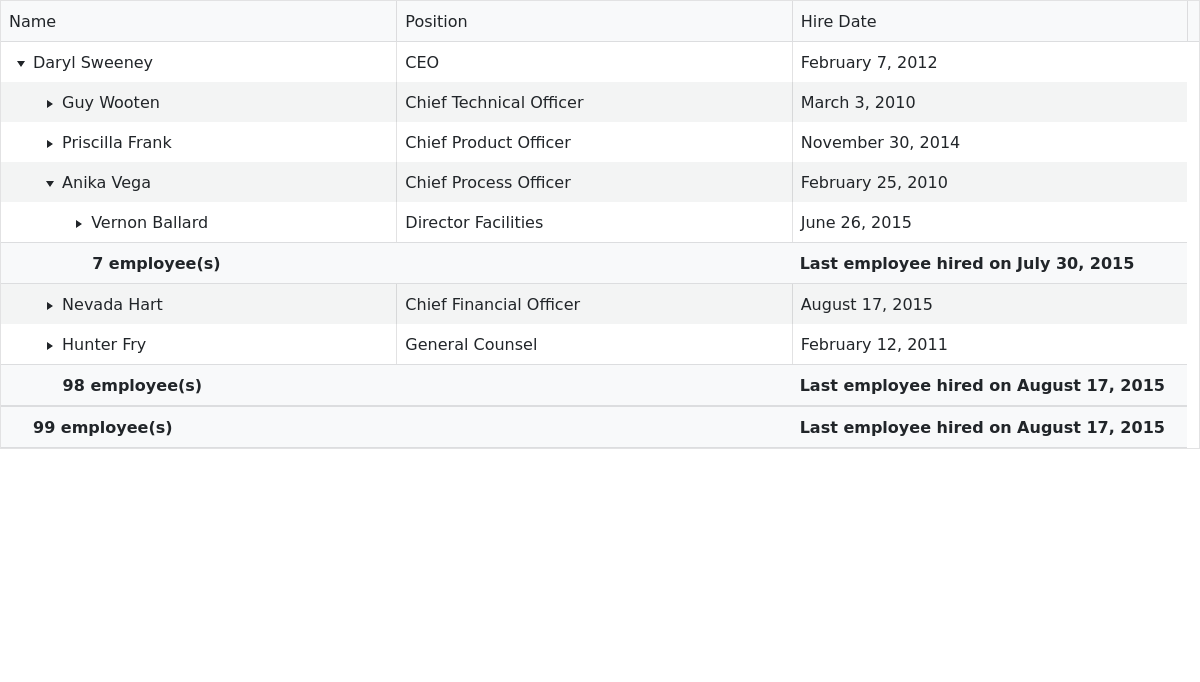 Name Position Hire Date
Daryl Sweeney CEO February 7, 2012
Guy Wooten Chief Technical Officer March 3, 2010
Priscilla Frank Chief Product Officer November 30, 2014
Anika Vega Chief Process Officer February 25, 2010
Vernon Ballard Director Facilities June 26, 2015
7 employee(s) Last employee hired on July 30, 2015
Nevada Hart Chief Financial Officer August 17, 2015
Hunter Fry General Counsel February 12, 2011
98 employee(s) Last employee hired on August 17, 2015
99 employee(s) Last employee hired on August 17, 2015